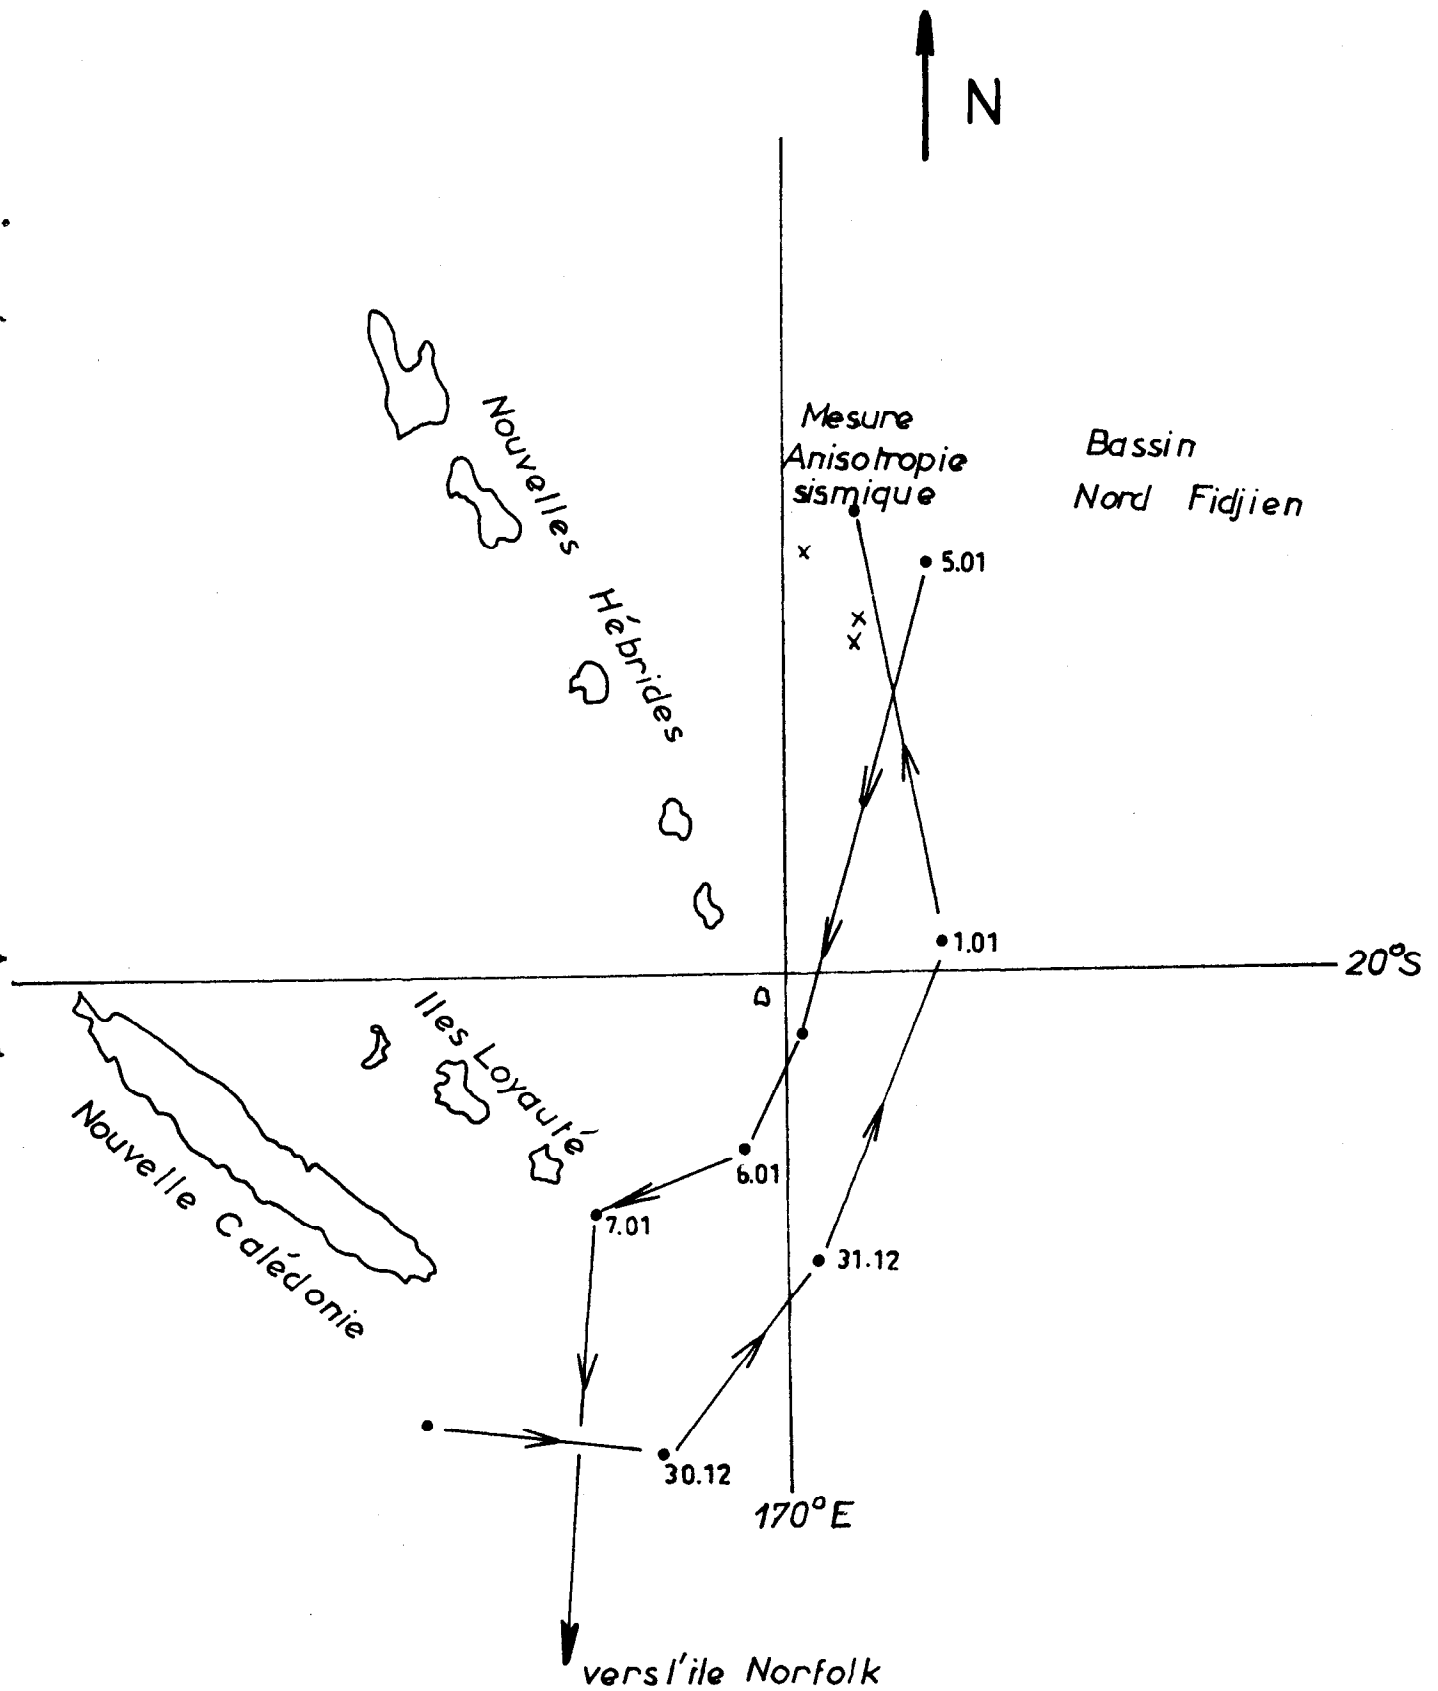 N
Mesure
Anisotropie
sismique
Bassin
Nord Fidjien
Nouvelles Hébrides
x
5.01
x
x
1.01
20°S
Iles Loyauté
Nouvelle Calédonie
6.01
7.01
31.12
30.12
170°E
vers l'ile Norfolk